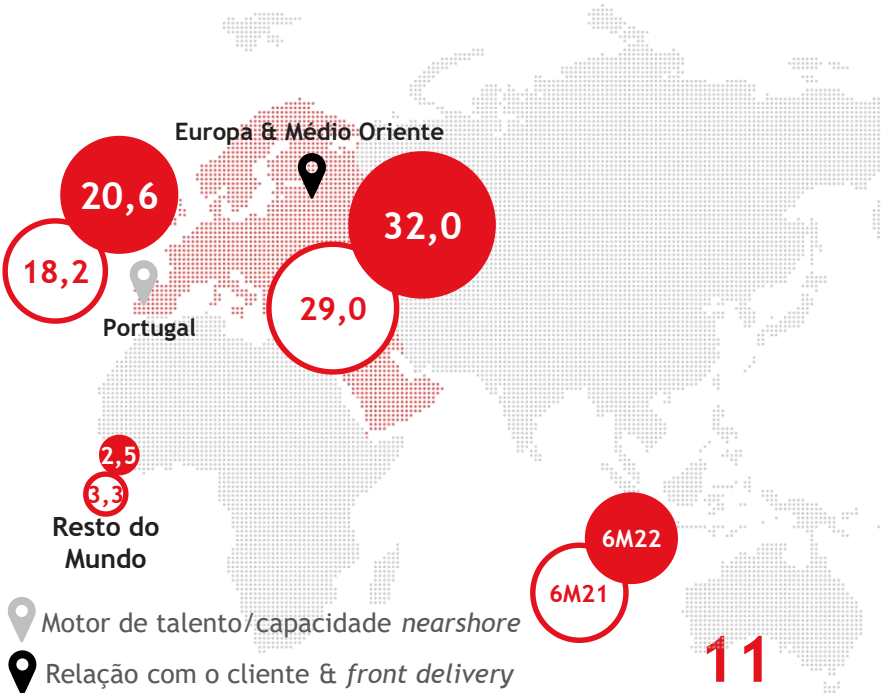 Europa & Médio Oriente
20,6
32,0
18,2
29,0
Portugal
2,5
3,3
Resto do
Mundo
6M22
6M21
Motor de talento/capacidade nearshore
Relação com o cliente & front delivery
11